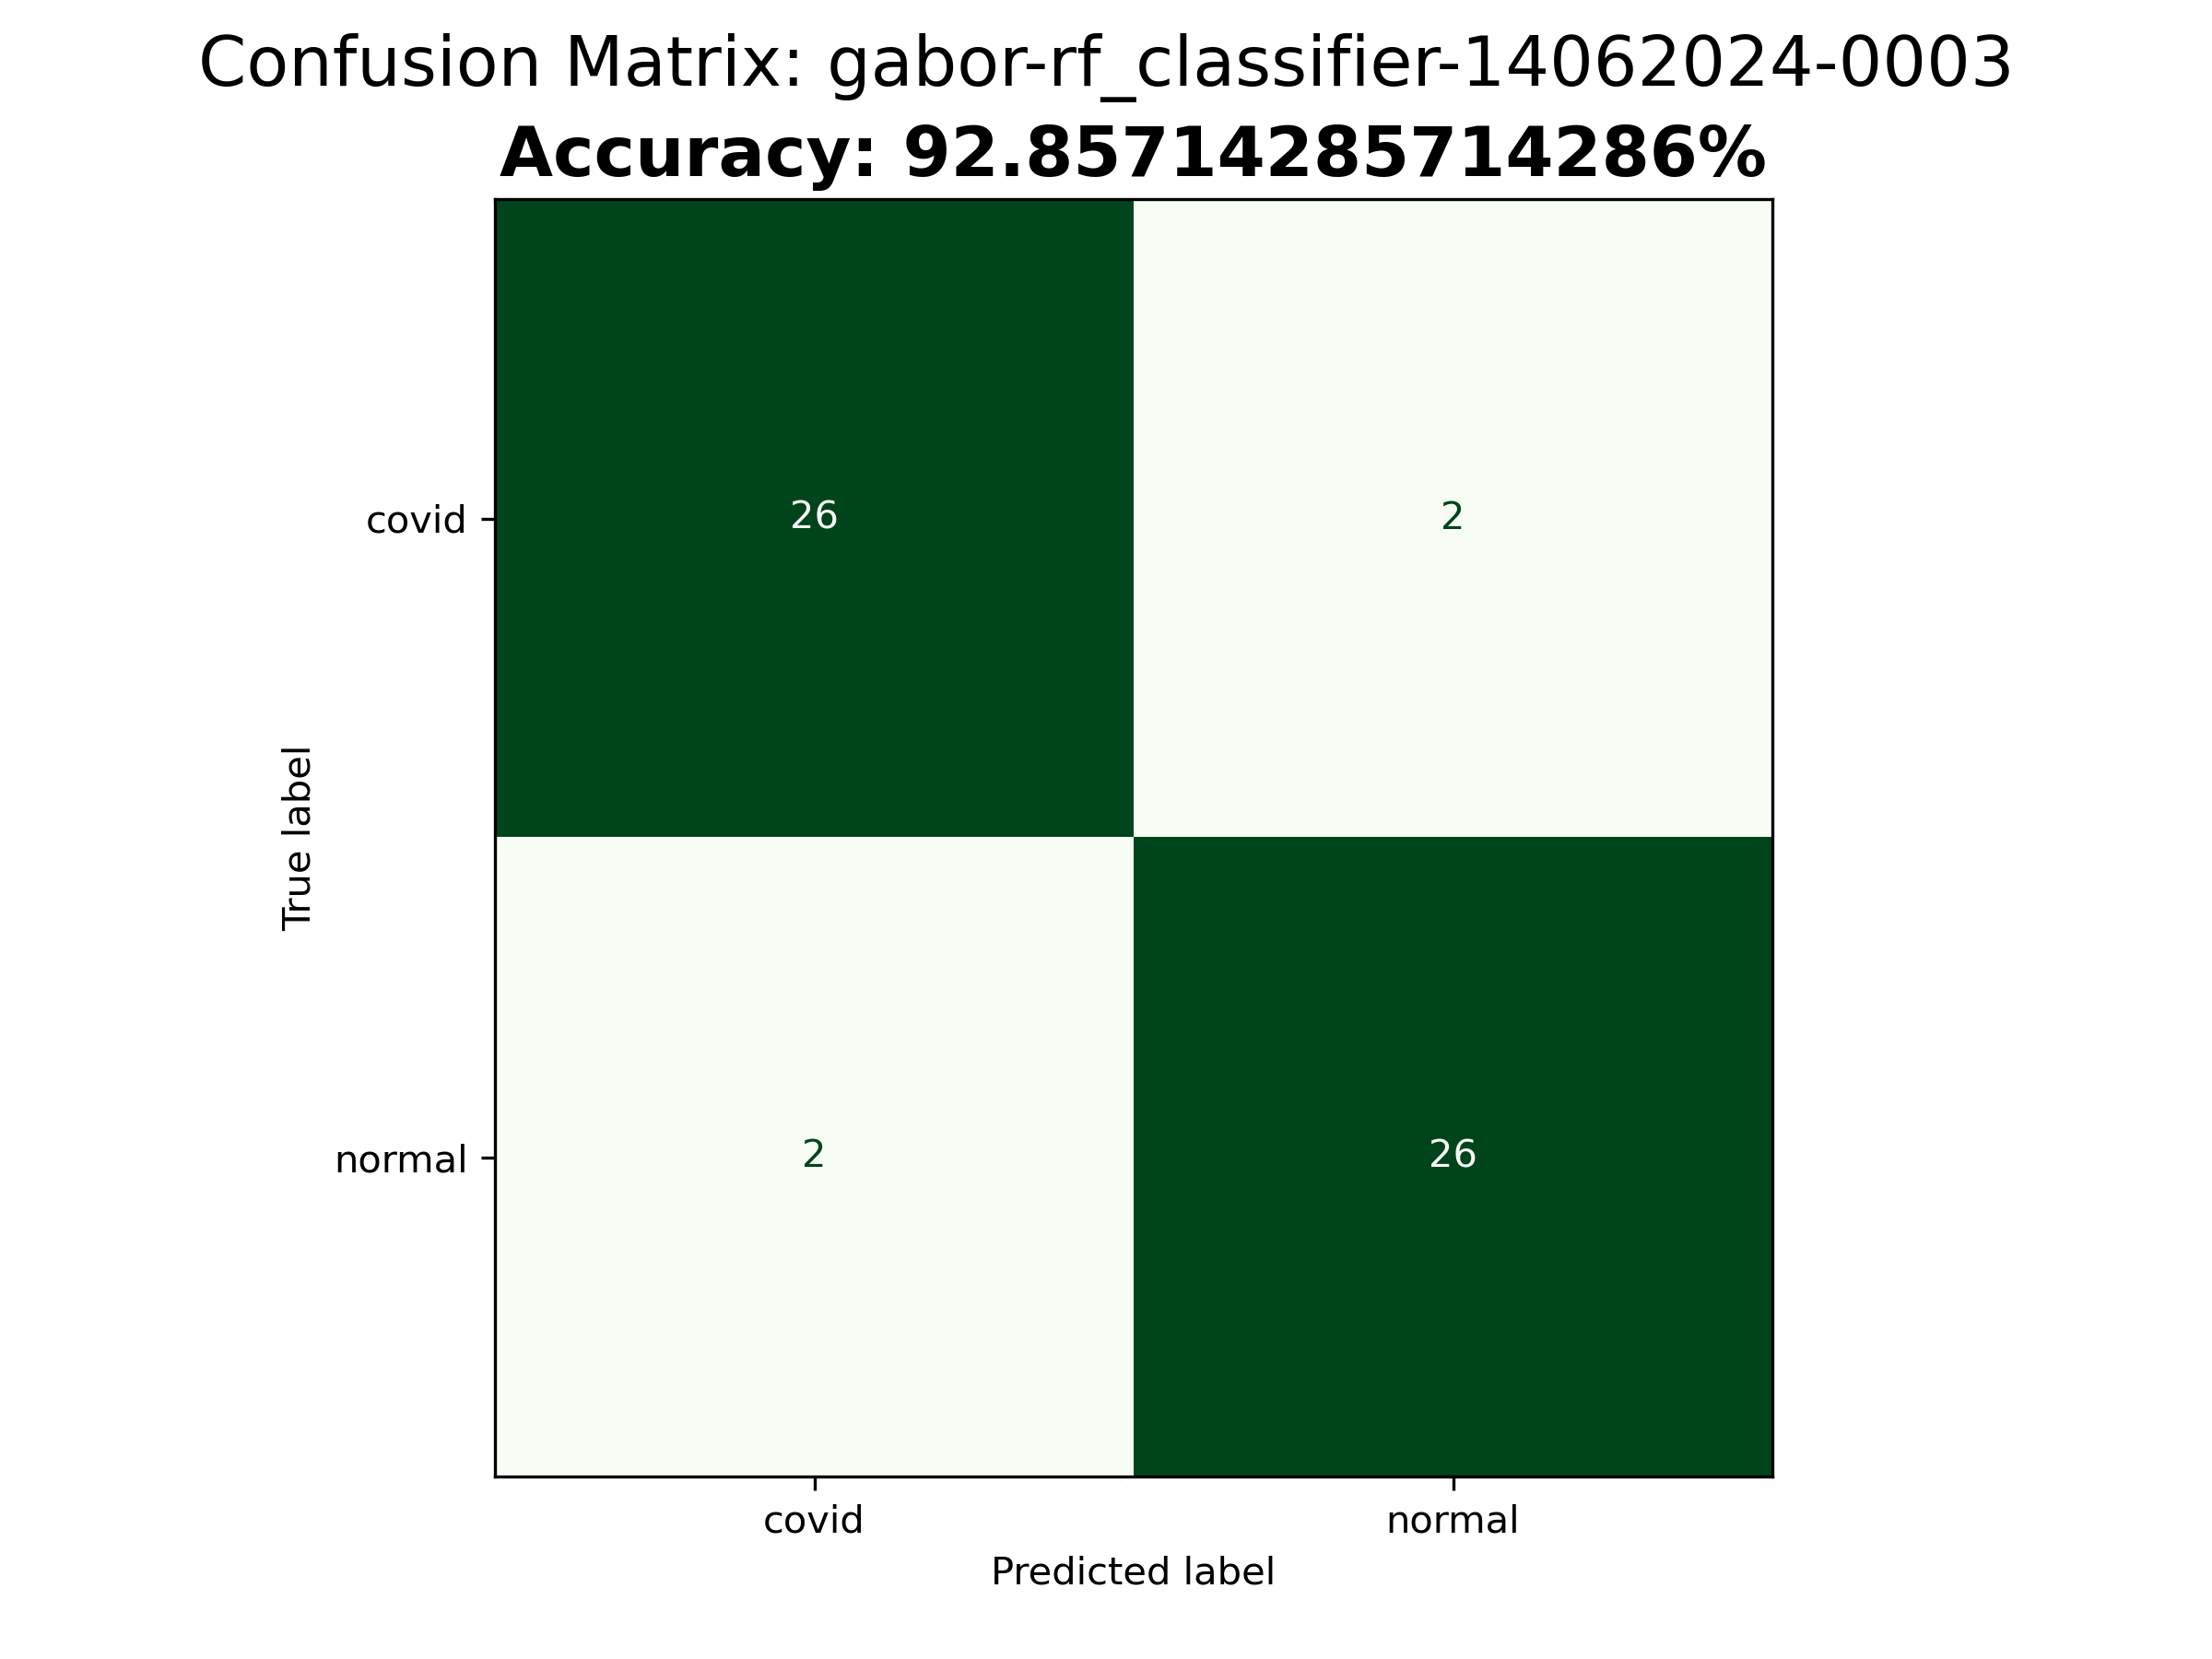 Confusion Matrix: gabor-rf_classifier-14062024-0003
Accuracy: 92.85714285714286%
covid
26
2
True label
normal
2
26
covid
normal
Predicted label